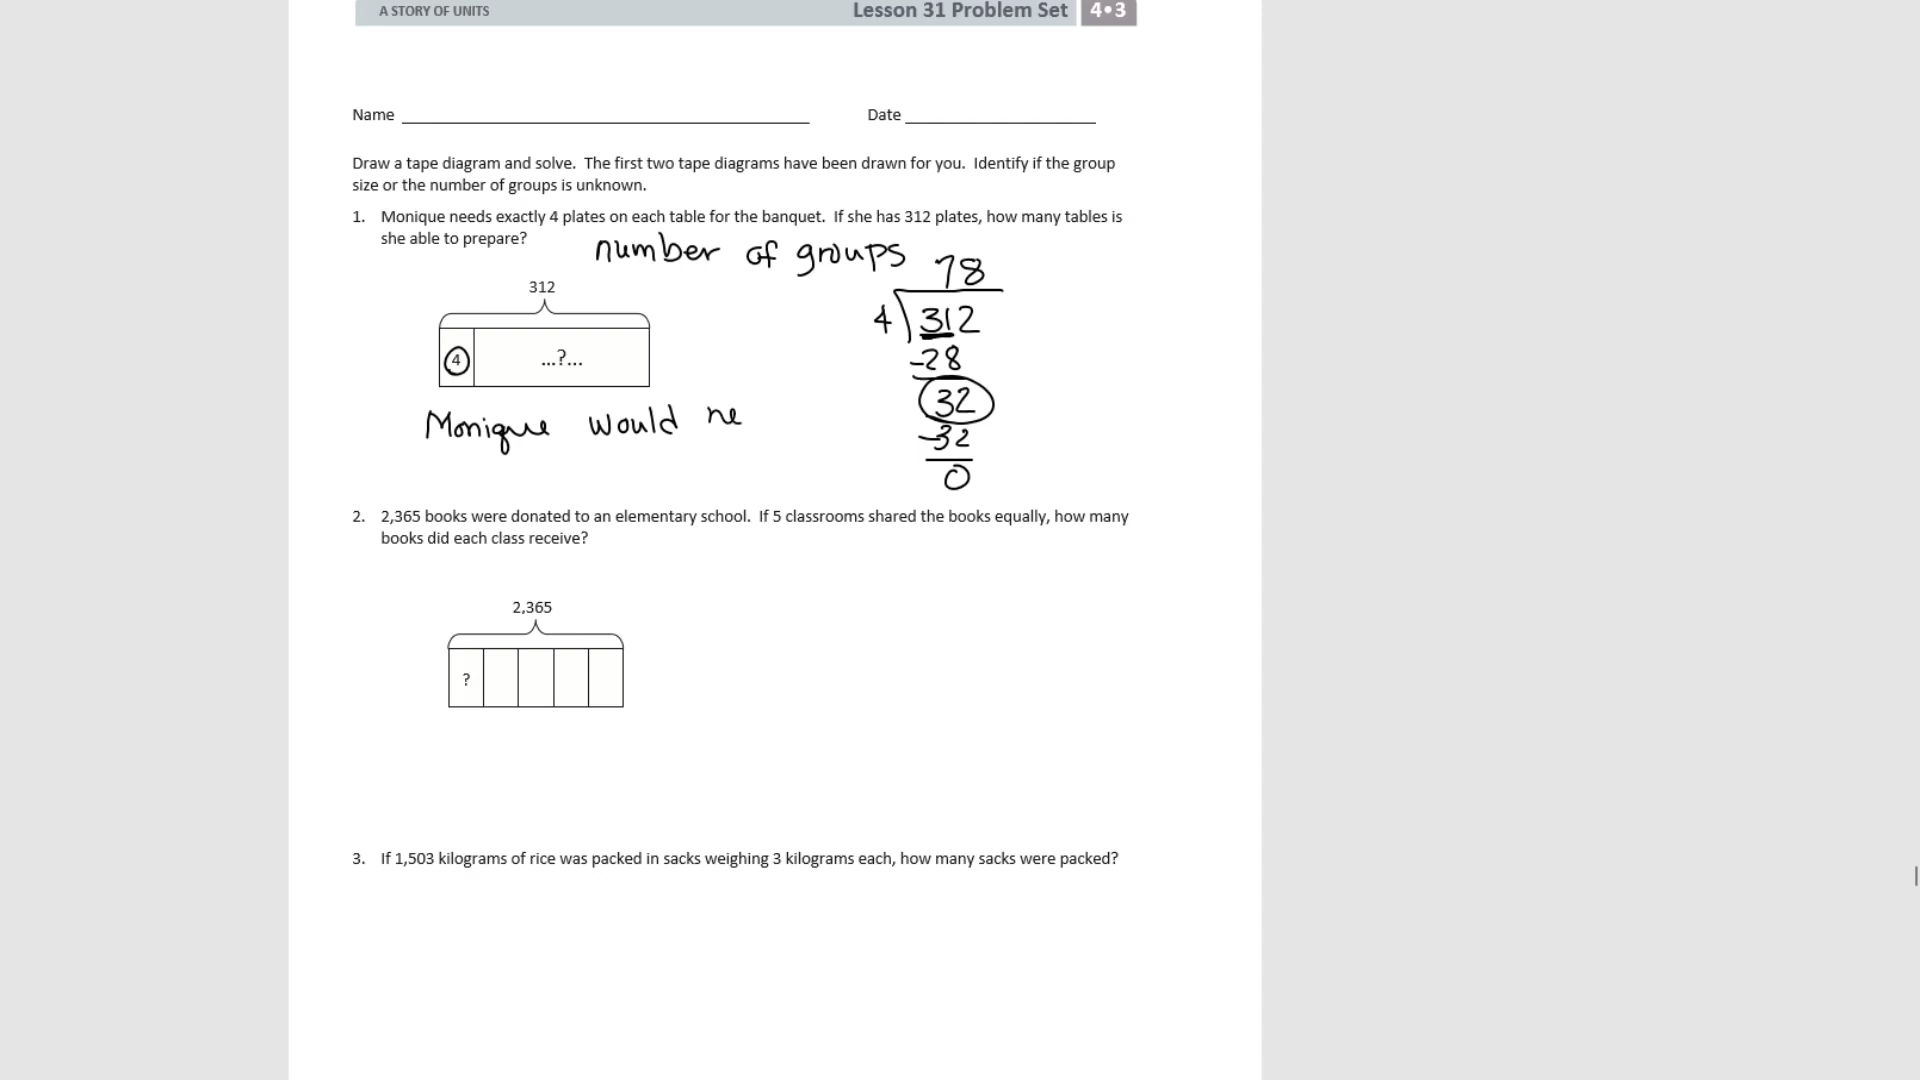 A STORY OF UNITS Lesson 31 Problem Set 4•3
Name Date
Draw a tape diagram and solve. The first two tape diagrams have been drawn for you. Identify if the group
size or the number of groups is unknown.
1. Monique needs exactly 4 plates on each table for the banquet. If she has 312 plates, how many tables is
she able to prepare?
number of groups
312
4 ...?...
Monique would ne
78
4 312
-28
32
-32
0
2. 2,365 books were donated to an elementary school. If 5 classrooms shared the books equally, how many
books did each class receive?
2,365
?
3. If 1,503 kilograms of rice was packed in sacks weighing 3 kilograms each, how many sacks were packed?